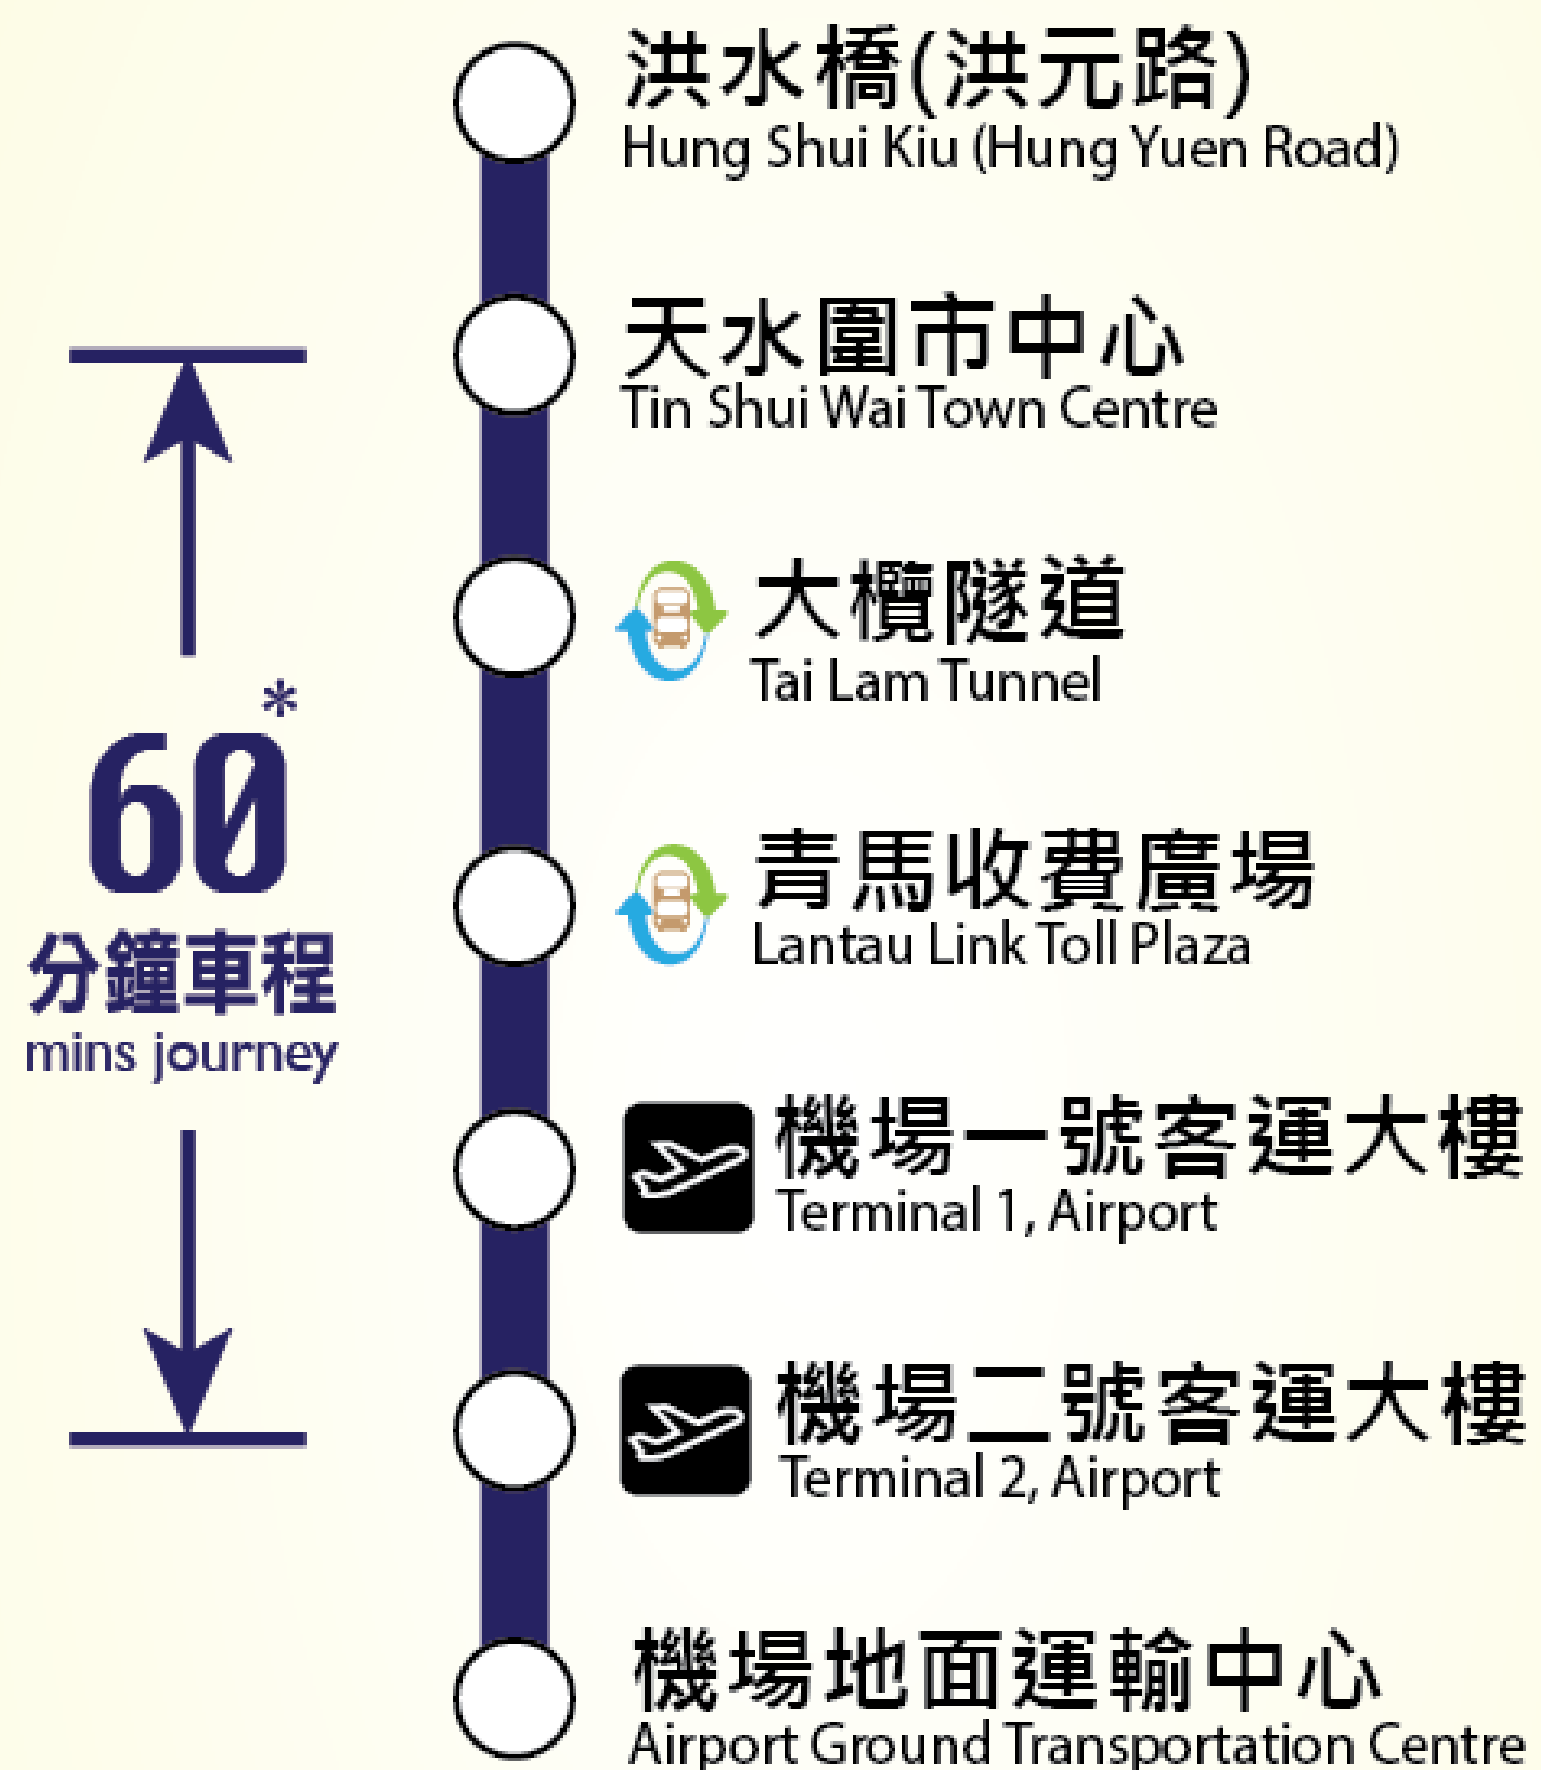 洪水橋(洪元路)
Hung Shui Kiu (Hung Yuen Road)
天水圍市中心
Tin Shui Wai Town Centre
大欖隧道
Tai Lam Tunnel
60*
分鐘車程
mins journey
青馬收費廣場
Lantau Link Toll Plaza
機場一號客運大樓
Terminal 1, Airport
機場二號客運大樓
Terminal 2, Airport
機場地面運輸中心
Airport Ground Transportation Centre